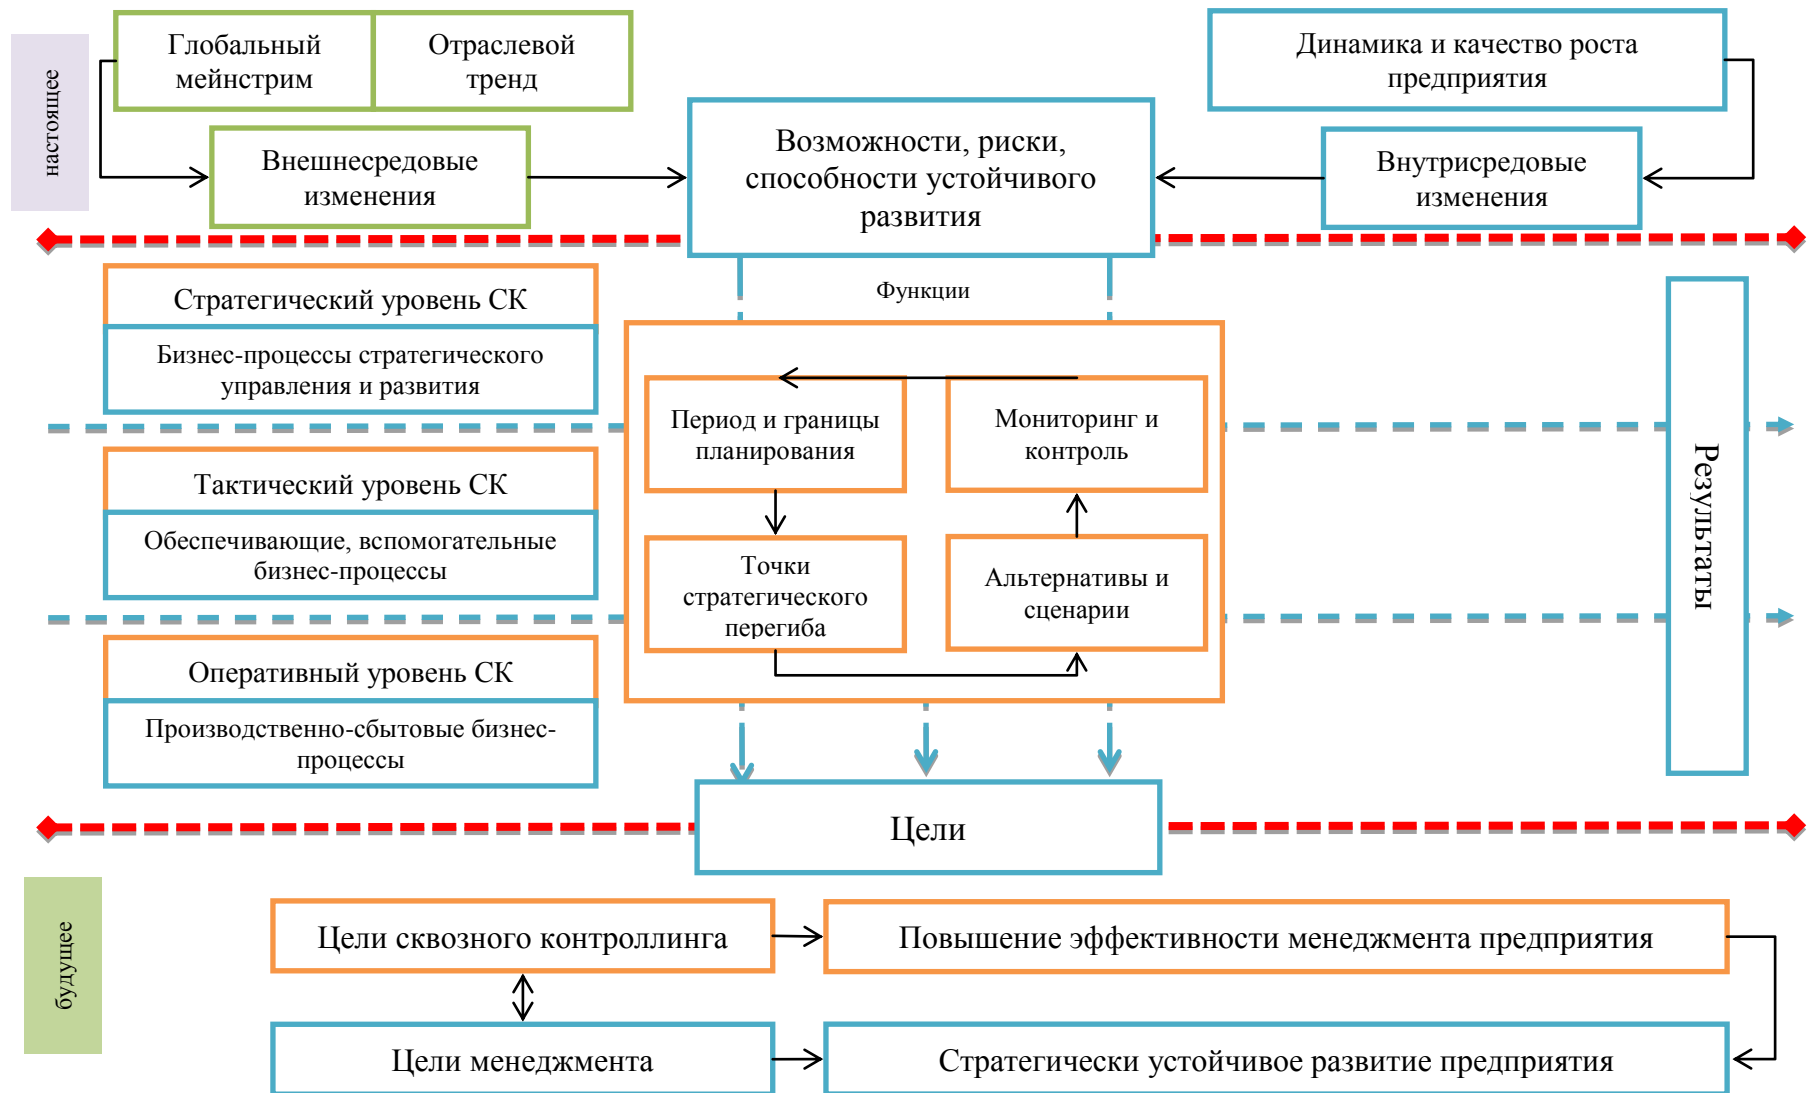 настоящее
Глобальный
мейнстрим
Отраслевой
тренд
Динамика и качество роста
предприятия
Внешнесредовые
изменения
Возможности, риски,
способности устойчивого
развития
Внутрисредовые
изменения
Функции
Стратегический уровень СК
Бизнес-процессы стратегического
управления и развития
Тактический уровень СК
Обеспечивающие, вспомогательные
бизнес-процессы
Оперативный уровень СК
Производственно-сбытовые бизнес-
процессы
Период и границы
планирования
Мониторинг и
контроль
Точки
стратегического
перегиба
Альтернативы и
сценарии
Результаты
Цели
будущее
Цели сквозного контроллинга
Повышение эффективности менеджмента предприятия
Цели менеджмента
Стратегически устойчивое развитие предприятия